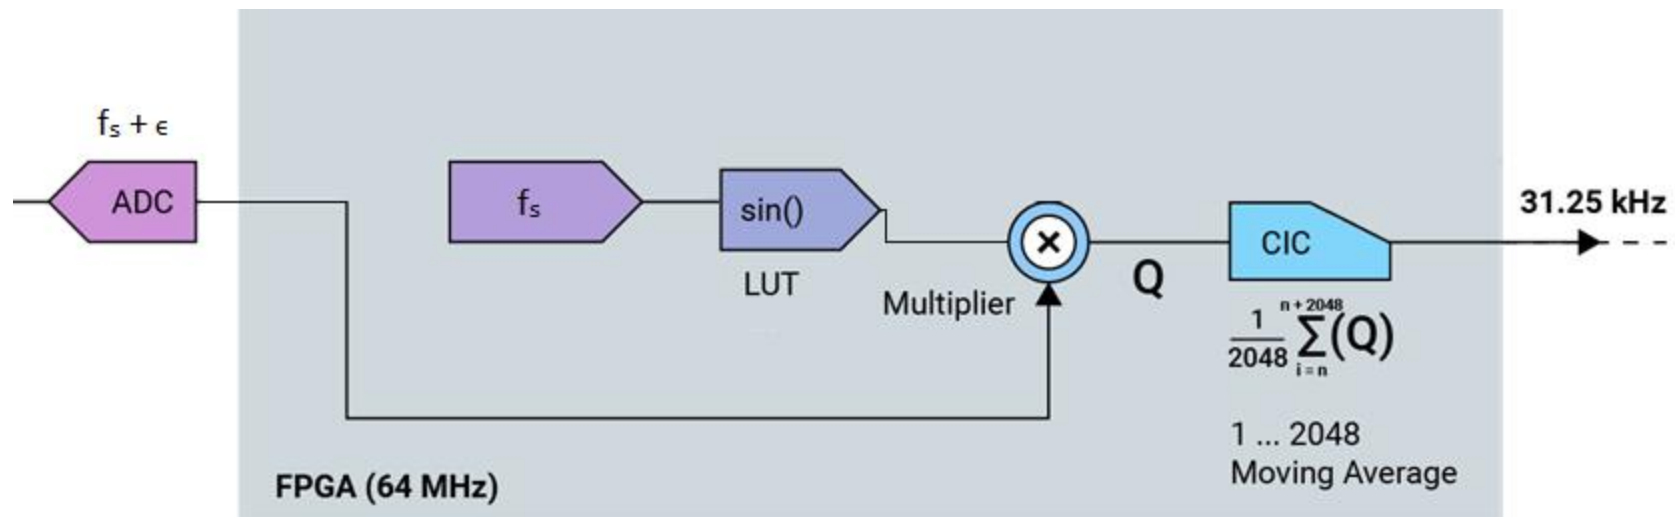 fₛ + ϵ
ADC
fₛ
sin()
LUT
Multiplier
×
Q
CIC
31.25 kHz
n + 2048
1/2048 Σ(Q)
i = n
1 ... 2048
Moving Average
FPGA (64 MHz)